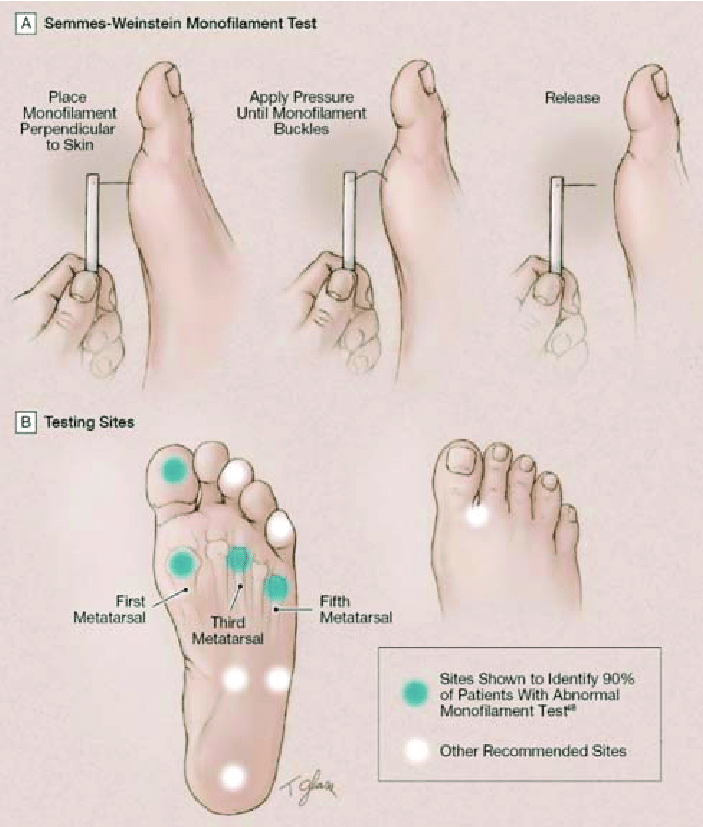 A Semmes-Weinstein Monofilament Test
Place
Monofilament
Perpendicular
to Skin
Apply Pressure
Until Monofilament
Buckles
Release
B Testing Sites
First
Metatarsal
Third
Metatarsal
Fifth
Metatarsal
Sites Shown to Identify 90%
of Patients With Abnormal
Monofilament Test
Other Recommended Sites